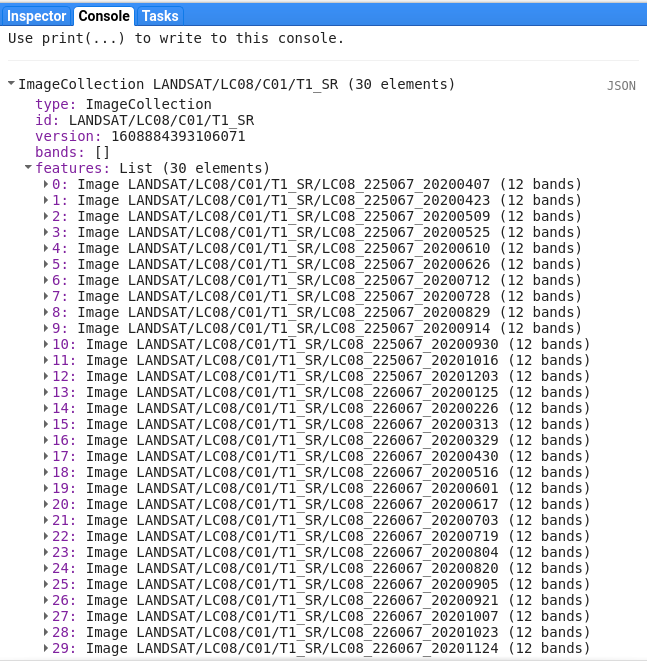 Inspector Console Tasks
Use print(...) to write to this console.
ImageCollection LANDSAT/LC08/C01/T1_SR (30 elements) JSON
type: ImageCollection
id: LANDSAT/LC08/C01/T1_SR
version: 1608884393106071
bands: []
features: List (30 elements)
0: Image LANDSAT/LC08/C01/T1_SR/LC08_225067_20200407 (12 bands)
1: Image LANDSAT/LC08/C01/T1_SR/LC08_225067_20200423 (12 bands)
2: Image LANDSAT/LC08/C01/T1_SR/LC08_225067_20200509 (12 bands)
3: Image LANDSAT/LC08/C01/T1_SR/LC08_225067_20200525 (12 bands)
4: Image LANDSAT/LC08/C01/T1_SR/LC08_225067_20200610 (12 bands)
5: Image LANDSAT/LC08/C01/T1_SR/LC08_225067_20200626 (12 bands)
6: Image LANDSAT/LC08/C01/T1_SR/LC08_225067_20200712 (12 bands)
7: Image LANDSAT/LC08/C01/T1_SR/LC08_225067_20200728 (12 bands)
8: Image LANDSAT/LC08/C01/T1_SR/LC08_225067_20200829 (12 bands)
9: Image LANDSAT/LC08/C01/T1_SR/LC08_225067_20200914 (12 bands)
10: Image LANDSAT/LC08/C01/T1_SR/LC08_225067_20200930 (12 bands)
11: Image LANDSAT/LC08/C01/T1_SR/LC08_225067_20201016 (12 bands)
12: Image LANDSAT/LC08/C01/T1_SR/LC08_225067_20201203 (12 bands)
13: Image LANDSAT/LC08/C01/T1_SR/LC08_226067_20200125 (12 bands)
14: Image LANDSAT/LC08/C01/T1_SR/LC08_226067_20200226 (12 bands)
15: Image LANDSAT/LC08/C01/T1_SR/LC08_226067_20200313 (12 bands)
16: Image LANDSAT/LC08/C01/T1_SR/LC08_226067_20200329 (12 bands)
17: Image LANDSAT/LC08/C01/T1_SR/LC08_226067_20200430 (12 bands)
18: Image LANDSAT/LC08/C01/T1_SR/LC08_226067_20200516 (12 bands)
19: Image LANDSAT/LC08/C01/T1_SR/LC08_226067_20200601 (12 bands)
20: Image LANDSAT/LC08/C01/T1_SR/LC08_226067_20200617 (12 bands)
21: Image LANDSAT/LC08/C01/T1_SR/LC08_226067_20200703 (12 bands)
22: Image LANDSAT/LC08/C01/T1_SR/LC08_226067_20200719 (12 bands)
23: Image LANDSAT/LC08/C01/T1_SR/LC08_226067_20200804 (12 bands)
24: Image LANDSAT/LC08/C01/T1_SR/LC08_226067_20200820 (12 bands)
25: Image LANDSAT/LC08/C01/T1_SR/LC08_226067_20200905 (12 bands)
26: Image LANDSAT/LC08/C01/T1_SR/LC08_226067_20200921 (12 bands)
27: Image LANDSAT/LC08/C01/T1_SR/LC08_226067_20201007 (12 bands)
28: Image LANDSAT/LC08/C01/T1_SR/LC08_226067_20201023 (12 bands)
29: Image LANDSAT/LC08/C01/T1_SR/LC08_226067_20201124 (12 bands)